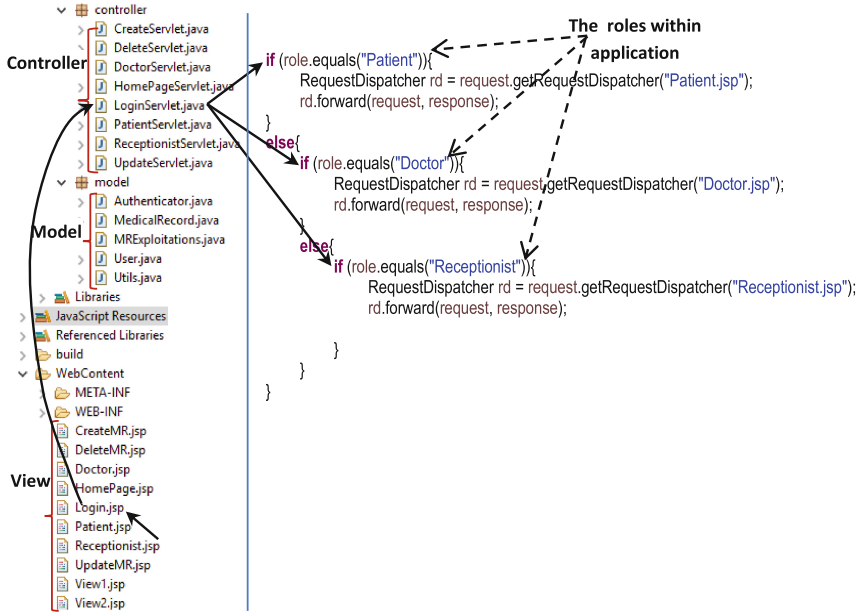 controller
CreateServlet.java
DeleteServlet.java
DoctorServlet.java
Controller
HomePageServlet.java
LoginServlet.java
PatientServlet.java
ReceptionistServlet.java
UpdateServlet.java
model
Authenticator.java
MedicalRecord.java
Model
MRExploitations.java
User.java
Utils.java
Libraries
JavaScript Resources
Referenced Libraries
build
WebContent
META-INF
WEB-INF
CreateMR.jsp
DeleteMR.jsp
Doctor.jsp
View
HomePage.jsp
Login.jsp
Patient.jsp
Receptionist.jsp
UpdateMR.jsp
View1.jsp
View2.jsp
The roles within
application
if (role.equals("Patient")){
RequestDispatcher rd = request.getRequestDispatcher("Patient.jsp");
rd.forward(request, response);
}
else{
if (role.equals("Doctor")){
RequestDispatcher rd = request.getRequestDispatcher("Doctor.jsp");
rd.forward(request, response);
}
else{
if (role.equals("Receptionist")){
RequestDispatcher rd = request.getRequestDispatcher("Receptionist.jsp");
rd.forward(request, response);
}
}
}